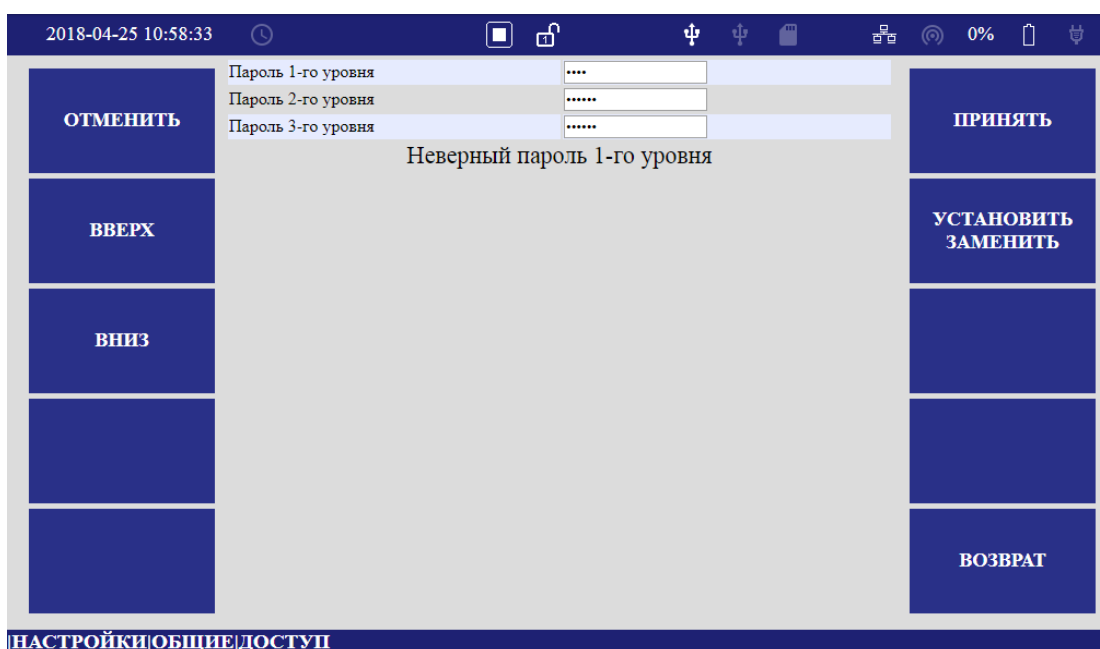 2018-04-25 10:58:33
1
0%
ОТМЕНИТЬ
ВВЕРХ
ВНИЗ
Пароль 1-го уровня ••••
Пароль 2-го уровня ••••••
Пароль 3-го уровня ••••••
Неверный пароль 1-го уровня
ПРИНЯТЬ
УСТАНОВИТЬ
ЗАМЕНИТЬ
ВОЗВРАТ
|НАСТРОЙКИ|ОБЩИЕ|ДОСТУП